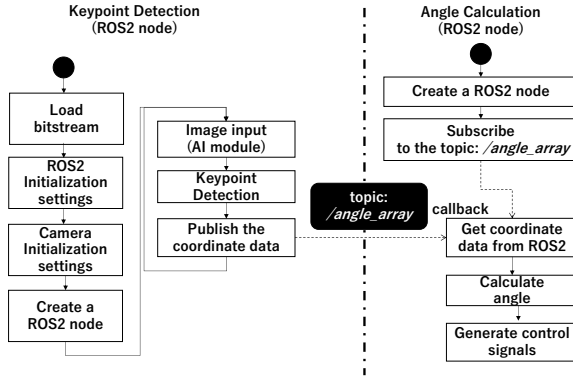 Keypoint Detection
(ROS2 node)
Load
bitstream
ROS2
Initialization
settings
Camera
Initialization
settings
Create a
ROS2 node
Image input
(AI module)
Keypoint
Detection
Publish the
coordinate data
topic:
/angle_array
callback
Angle Calculation
(ROS2 node)
Create a ROS2 node
Subscribe
to the topic: /angle_array
Get coordinate
data from ROS2
Calculate
angle
Generate control
signals